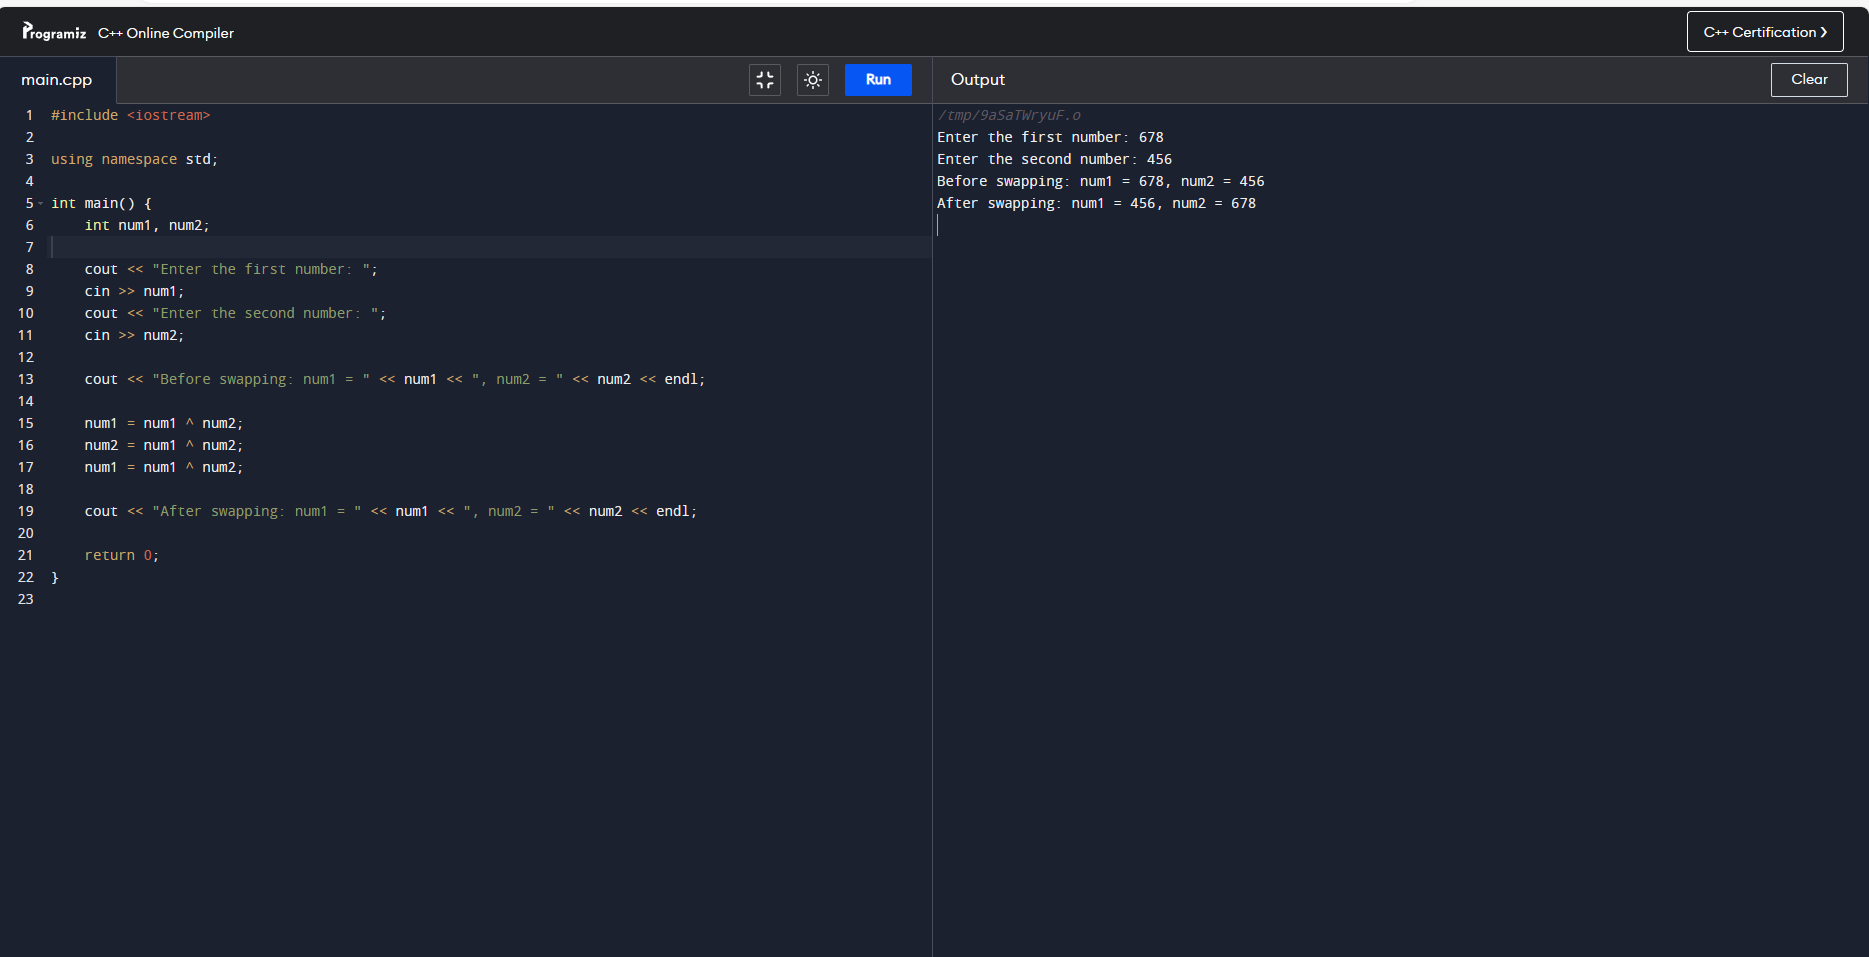 Programiz C++ Online Compiler
C++ Certification ❯
main.cpp
Run
Output
Clear
1 #include <iostream>
2
3 using namespace std;
4
5 int main() {
6     int num1, num2;
7
8     cout << "Enter the first number: ";
9     cin >> num1;
10     cout << "Enter the second number: ";
11     cin >> num2;
12
13     cout << "Before swapping: num1 = " << num1 << ", num2 = " << num2 << endl;
14
15     num1 = num1 ^ num2;
16     num2 = num1 ^ num2;
17     num1 = num1 ^ num2;
18
19     cout << "After swapping: num1 = " << num1 << ", num2 = " << num2 << endl;
20
21     return 0;
22 }
23
/tmp/9aSaTWryuF.o
Enter the first number: 678
Enter the second number: 456
Before swapping: num1 = 678, num2 = 456
After swapping: num1 = 456, num2 = 678